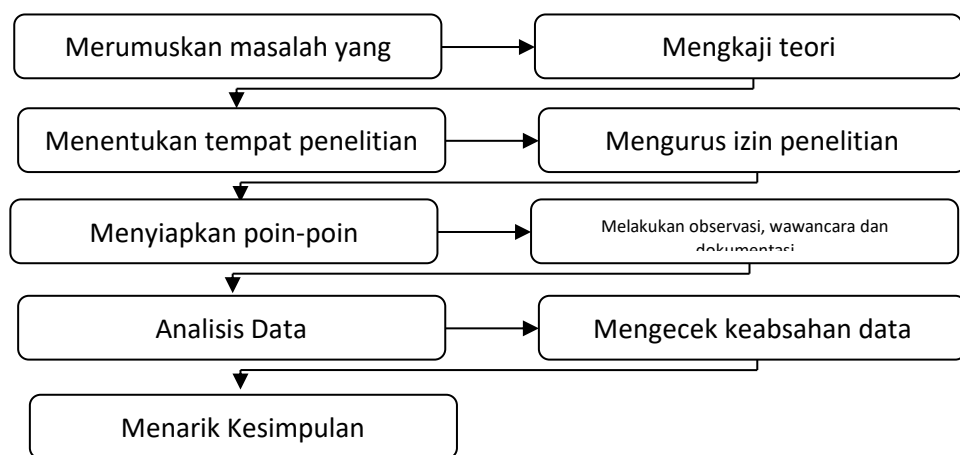 Merumuskan masalah yang
Mengkaji teori
Menentukan tempat penelitian
Mengurus izin penelitian
Menyiapkan poin-poin
Melakukan observasi, wawancara dan
dokumentasi
Analisis Data
Mengecek keabsahan data
Menarik Kesimpulan